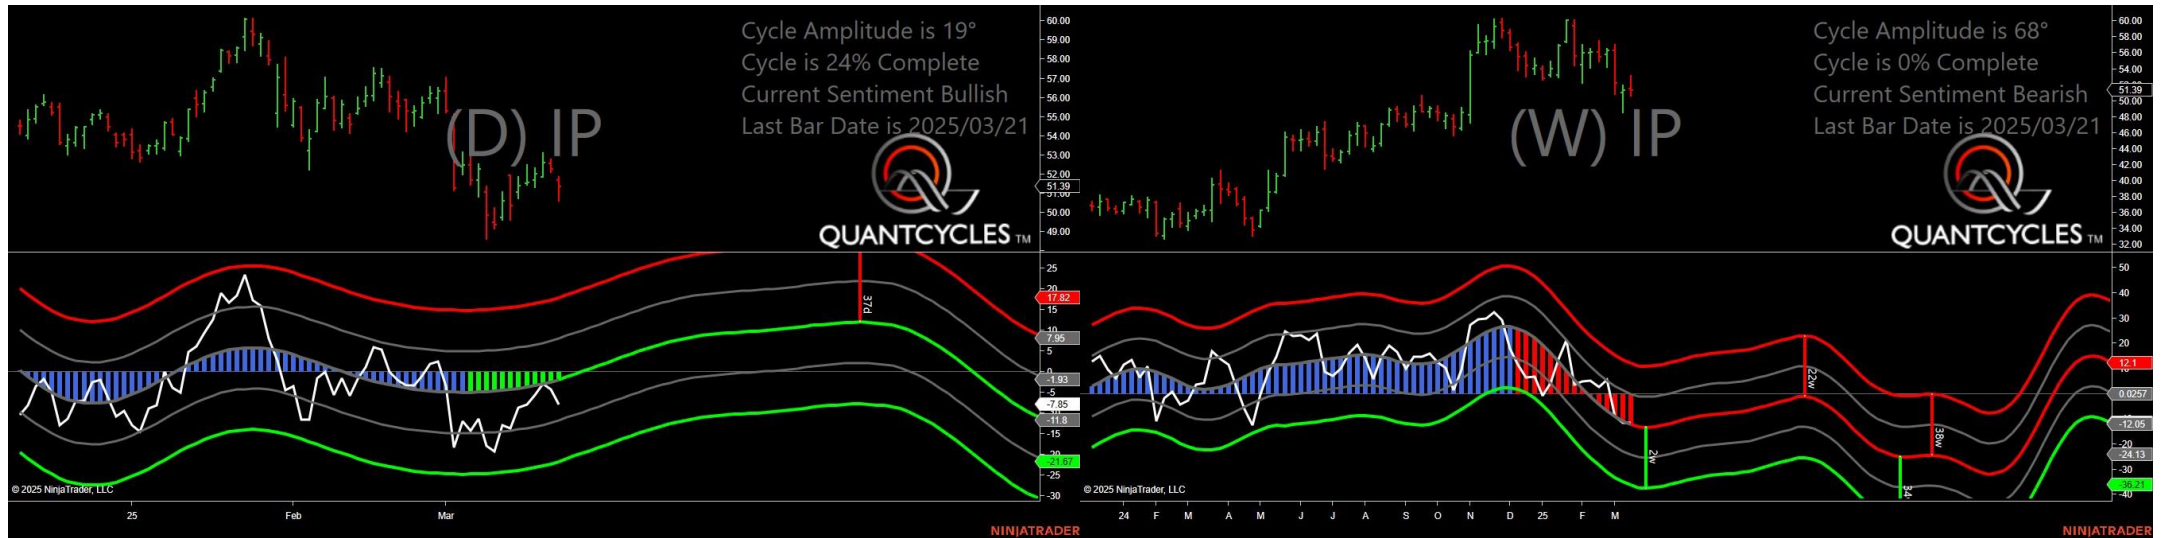 Cycle Amplitude is 19°
Cycle is 24% Complete
Current Sentiment Bullish
Last Bar Date is 2025/03/21
(D) IP
QUANTCYCLES TM
60.00
59.00
58.00
57.00
56.00
55.00
54.00
53.00
52.00
51.39
51.00
50.00
49.00
37d
25
20
17.82
15
10
7.95
5
0
-1.93
-5
-7.85
-11.8
-15
-20
-21.67
-25
-30
© 2025 NinjaTrader, LLC
25 Feb Mar
NINJATRADER
Cycle Amplitude is 68°
Cycle is 0% Complete
Current Sentiment Bearish
Last Bar Date is 2025/03/21
(W) IP
QUANTCYCLES TM
60.00
58.00
56.00
54.00
51.39
50.00
48.00
46.00
44.00
42.00
40.00
38.00
36.00
34.00
32.00
2w
22w
38w
34
50
40
30
20
12.1
10
0.0257
-12.05
-20
-24.13
-30
-36.21
-40
© 2025 NinjaTrader, LLC
24 F M A M J J A S O N D 25 F M
NINJATRADER